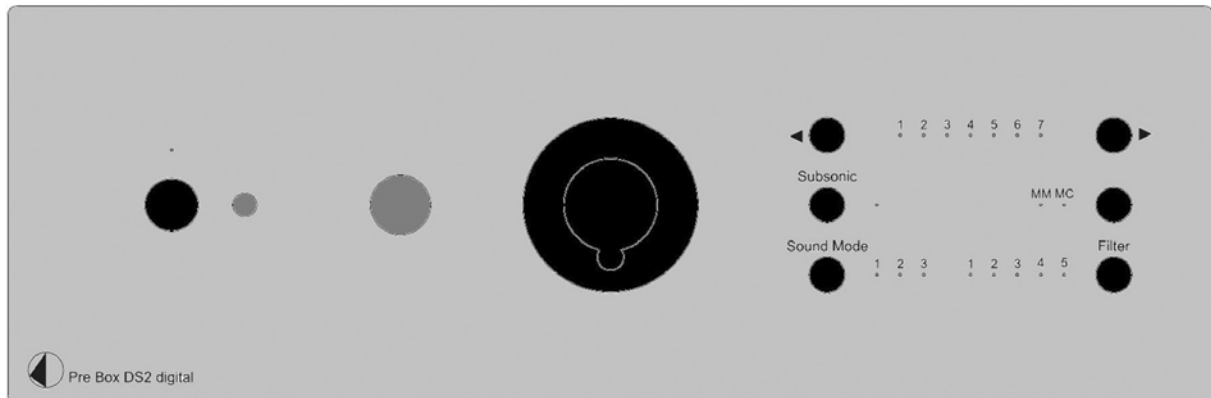 ◄ 1 2 3 4 5 6 7 ►
Subsonic
MM MC
Sound Mode
Filter
1 2 3 1 2 3 4 5
Pre Box DS2 digital